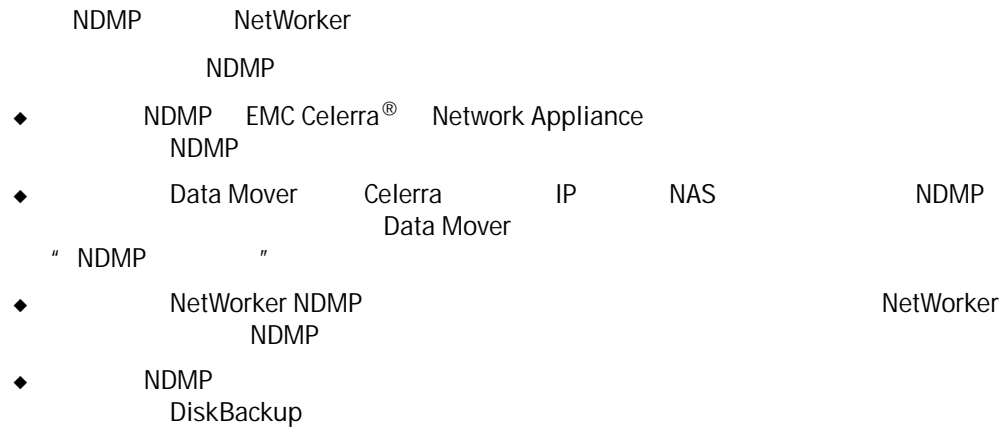 NDMP NetWorker
NDMP
◆ NDMP EMC Celerra® Network Appliance
NDMP
◆ Data Mover Celerra IP NAS NDMP
Data Mover
“ NDMP ”
◆ NetWorker NDMP NetWorker
NDMP
◆ NDMP
DiskBackup